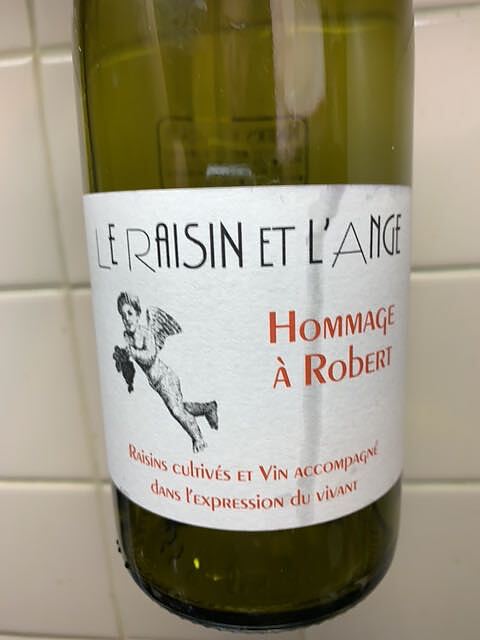 Le Raisin et l'Ange
Hommage
à Robert
Raisins cultivés et Vin accompagné
dans l'expression du vivant